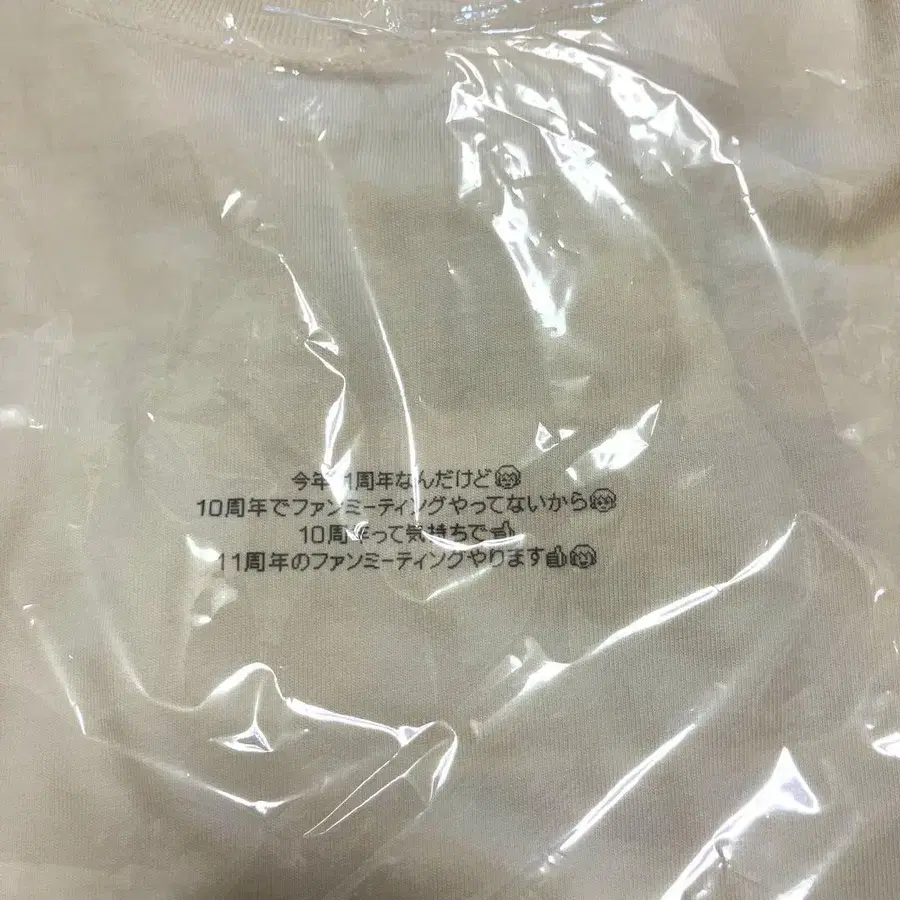 今年11周年なんだけど
10周年でファンミーティングやってないから
10周年って気持ちで
11周年のファンミーティングやります